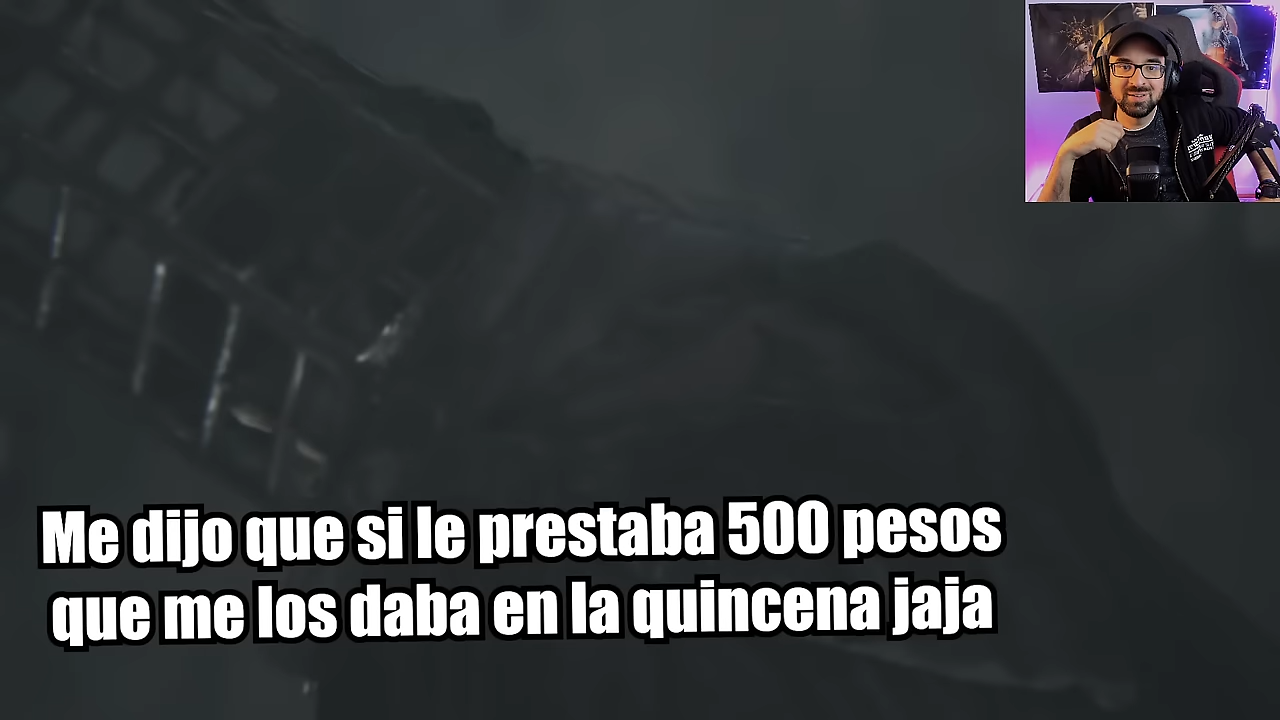 Me dijo que si le prestaba 500 pesos
que me los daba en la quincena jaja